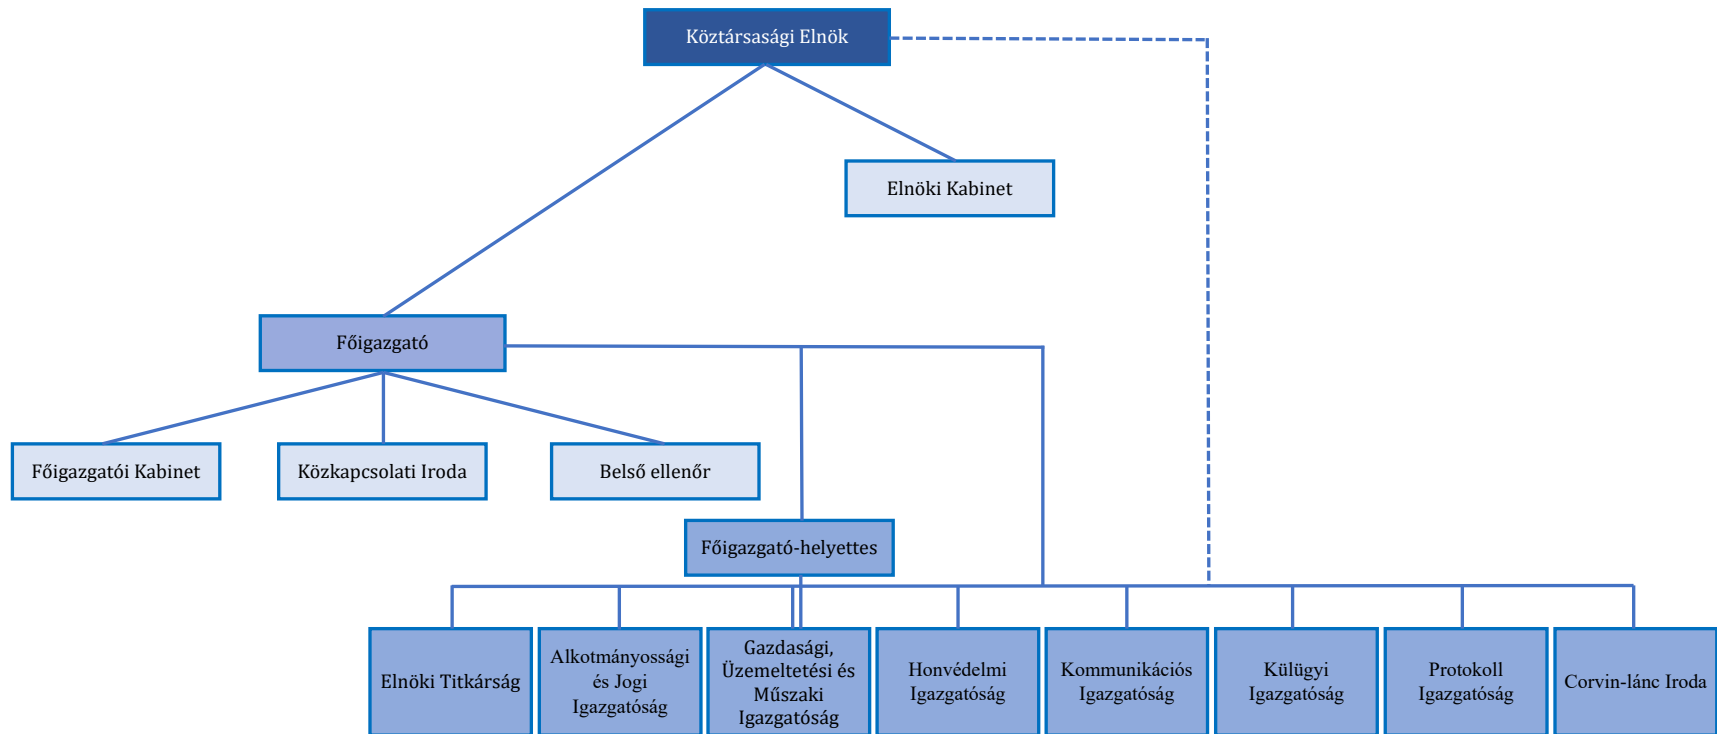 Köztársasági Elnök
Elnöki Kabinet
Főigazgató
Főigazgatói Kabinet
Közkapcsolati Iroda
Belső ellenőr
Főigazgató-helyettes
Elnöki Titkárság
Alkotmányossági
és Jogi
Igazgatóság
Gazdasági,
Üzemeltetési és
Műszaki
Igazgatóság
Honvédelmi
Igazgatóság
Kommunikációs
Igazgatóság
Külügyi
Igazgatóság
Protokoll
Igazgatóság
Corvin-lánc Iroda